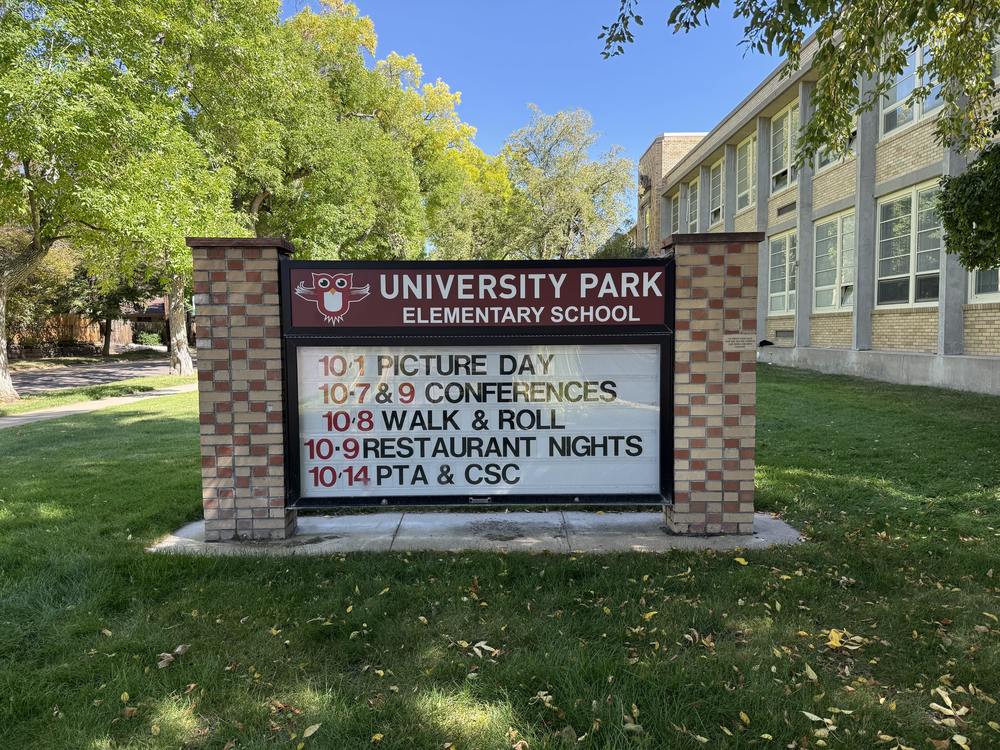 UNIVERSITY PARK
ELEMENTARY SCHOOL
10·1 PICTURE DAY
10·7 & 9 CONFERENCES
10·8 WALK & ROLL
10·9 RESTAURANT NIGHTS
10·14 PTA & CSC